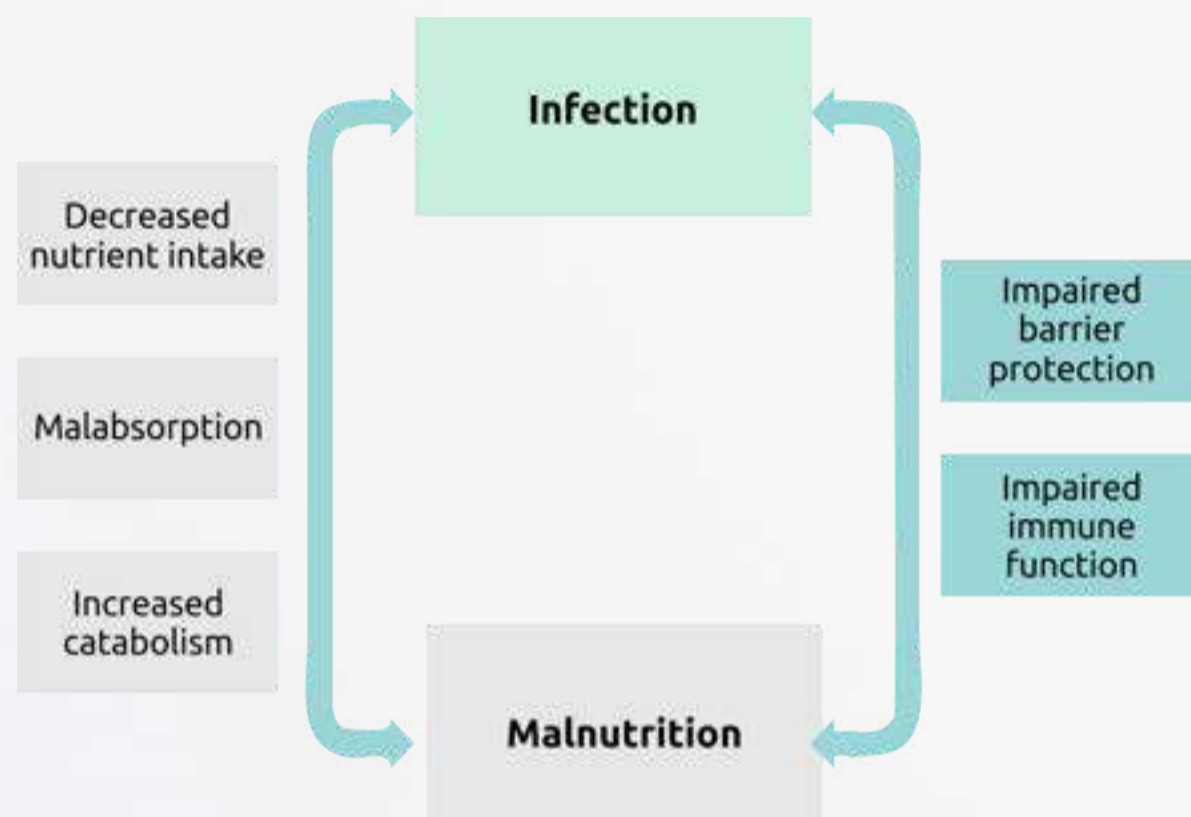 Infection
Decreased
nutrient intake
Malabsorption
Increased
catabolism
Impaired
barrier
protection
Impaired
immune
function
Malnutrition